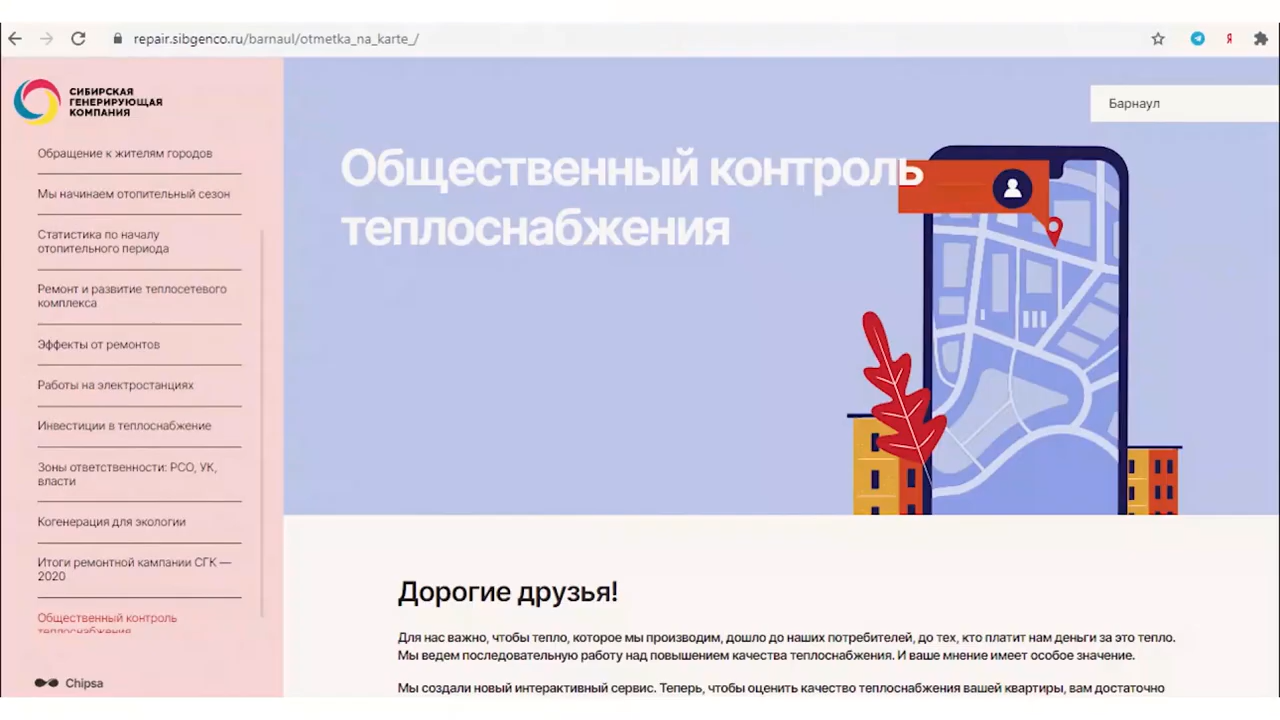 repair.sibgenco.ru/barnaul/otmetka_na_karte_/
СИБИРСКАЯ
ГЕНЕРИРУЮЩАЯ
КОМПАНИЯ
Обращение к жителям городов
Мы начинаем отопительный сезон
Статистика по началу
отопительного периода
Ремонт и развитие теплосетевого
комплекса
Эффекты от ремонтов
Работы на электростанциях
Инвестиции в теплоснабжение
Зоны ответственности: РСО, УК,
власти
Когенерация для экологии
Итоги ремонтной кампании СГК —
2020
Общественный контроль
теплоснабжения
Chipsa
Барнаул
Общественный контроль
теплоснабжения
Дорогие друзья!
Для нас важно, чтобы тепло, которое мы производим, дошло до наших потребителей, до тех, кто платит нам деньги за это тепло.
Мы ведем последовательную работу над повышением качества теплоснабжения. И ваше мнение имеет особое значение.
Мы создали новый интерактивный сервис. Теперь, чтобы оценить качество теплоснабжения вашей квартиры, вам достаточно